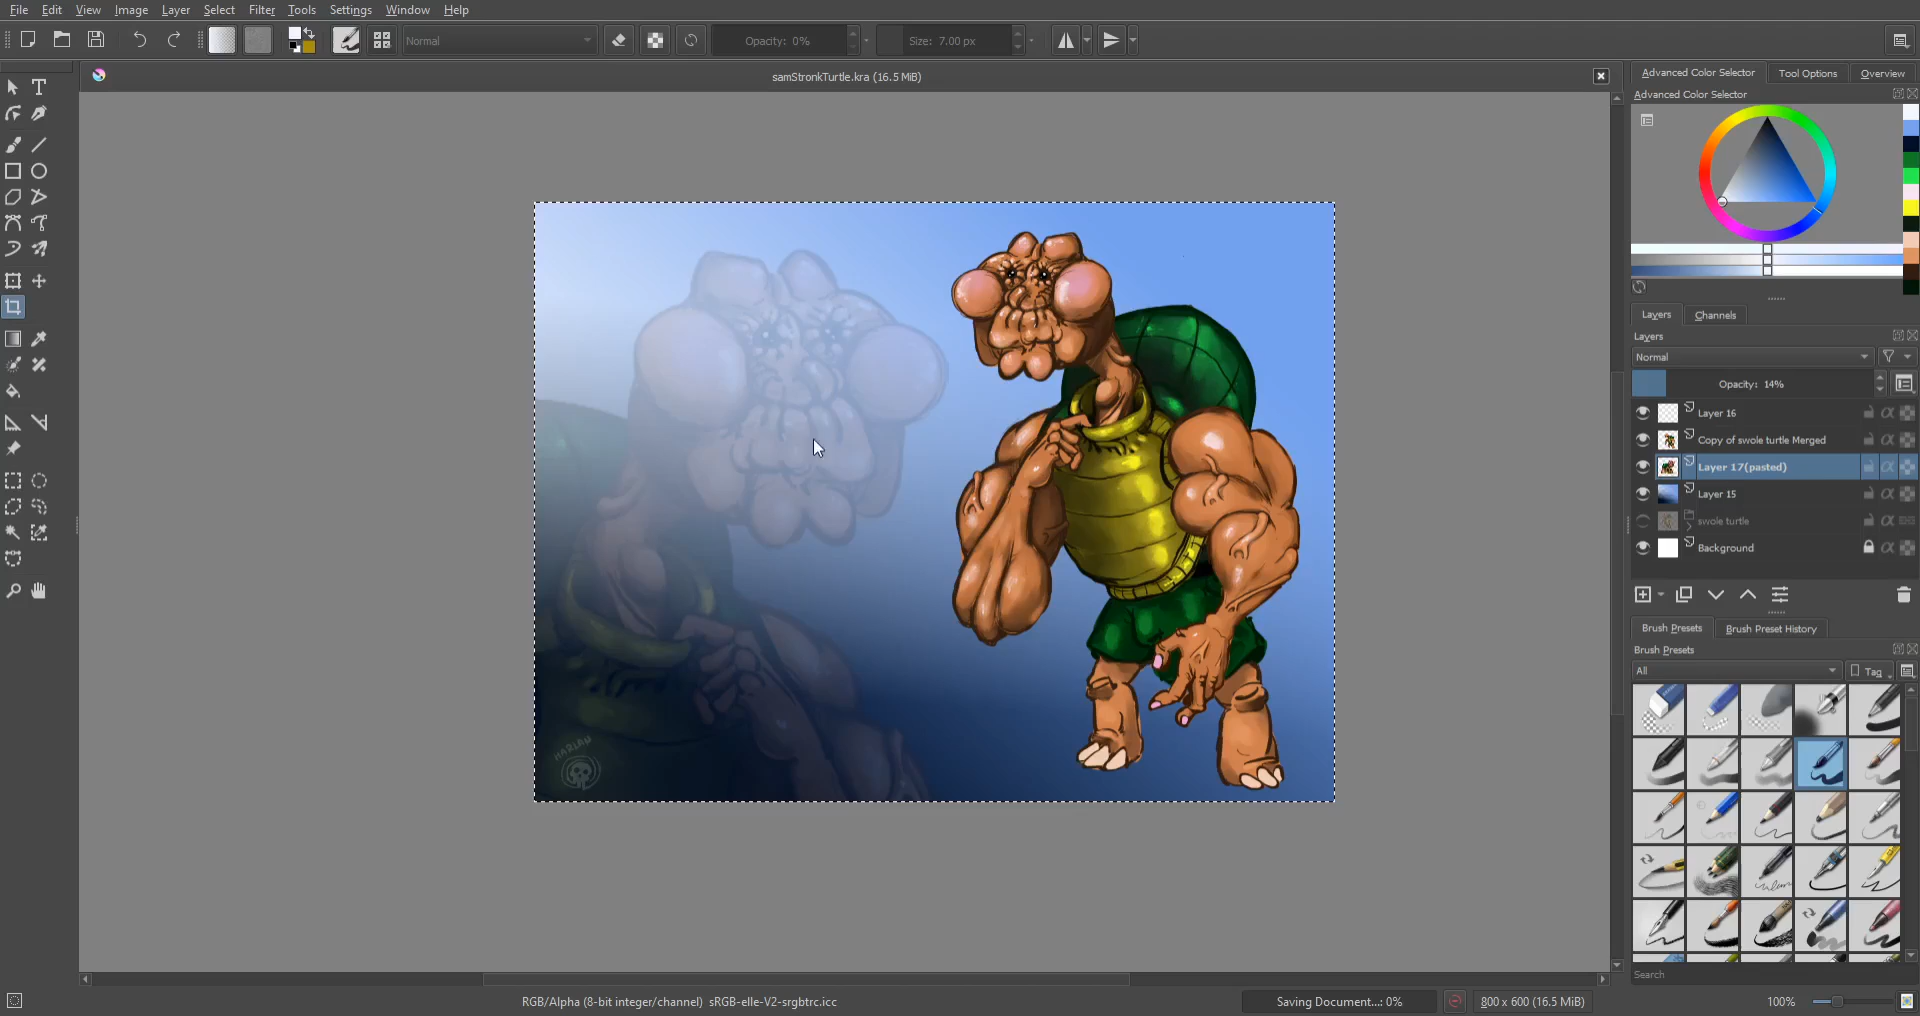 File Edit View Image Layer Select Filter Tools Settings Window Help
Normal Opacity: 0% Size: 7.00 px
samStronkTurtle.kra (16.5 MiB)
Advanced Color Selector Tool Options Overview
Advanced Color Selector
Layers Channels
Layers
Normal
Opacity: 14%
Layer 16
Copy of swole turtle Merged
Layer 17(pasted)
Layer 15
swole turtle
Background
Brush Presets Brush Preset History
Brush Presets
All Tag
HARIAN
Search
RGB/Alpha (8-bit integer/channel) sRGB-elle-V2-srgbtrc.icc
Saving Document...: 0%
800 x 600 (16.5 MiB)
100%